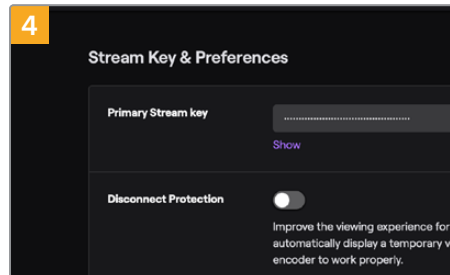 4
Stream Key & Preferences
Primary Stream key
Show
Disconnect Protection
Improve the viewing experience for
automatically display a temporary v
encoder to work properly.